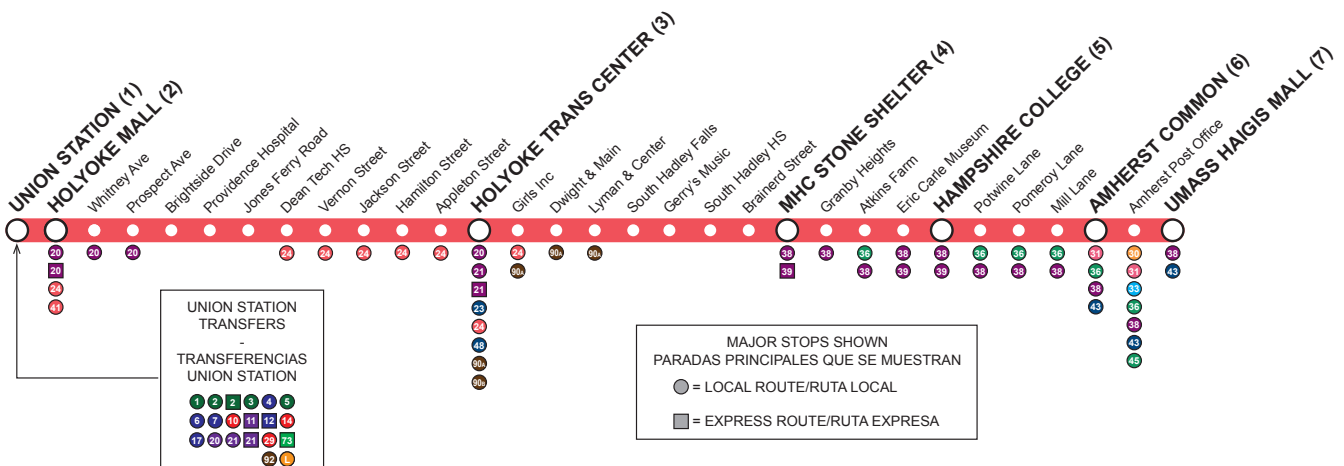 UNION STATION (1)
HOLYOKE MALL (2)
Whitney Ave
Prospect Ave
Brightside Drive
Providence Hospital
Jones Ferry Road
Dean Tech HS
Vernon Street
Jackson Street
Hamilton Street
Appleton Street
HOLYOKE TRANS CENTER (3)
Girls Inc
Dwight & Main
Lyman & Center
South Hadley Falls
Gerry's Music
South Hadley HS
Brainerd Street
MHC STONE SHELTER (4)
Granby Heights
Atkins Farm
Eric Carle Museum
HAMPSHIRE COLLEGE (5)
Potwine Lane
Pomeroy Lane
Mill Lane
AMHERST COMMON (6)
Amherst Post Office
UMASS HAIGIS MALL (7)
20 20 20 24 24 24 24 24 20 24 90A 90A 38 38 36 38 38 36 36 36 31 30 38
20 21 90A 39 38 39 38 38 38 38 36 31 43
24 21 38 33
41 23 43 36
24 38
48 43
90A 45
90B
UNION STATION
TRANSFERS
-
TRANSFERENCIAS
UNION STATION
1 2 2 3 4 5
6 7 10 11 12 14
17 20 21 21 29 73
92 L
MAJOR STOPS SHOWN
PARADAS PRINCIPALES QUE SE MUESTRAN
= LOCAL ROUTE/RUTA LOCAL
= EXPRESS ROUTE/RUTA EXPRESA